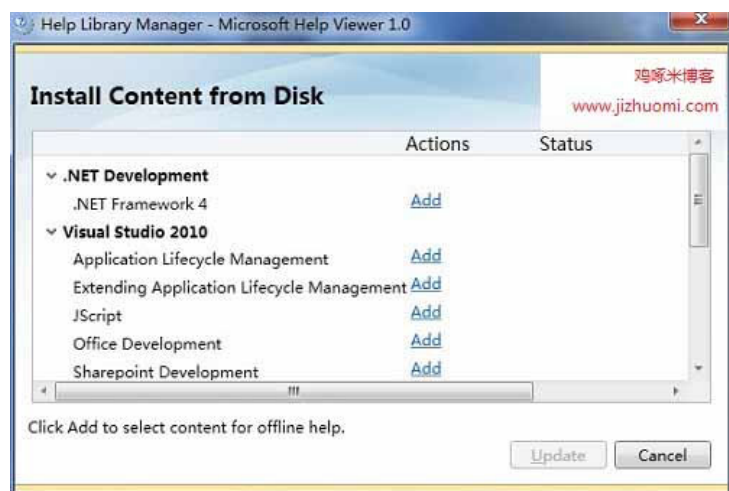 Help Library Manager - Microsoft Help Viewer 1.0
鸡啄米博客
www.jizhuomi.com
Install Content from Disk
Actions Status
.NET Development
.NET Framework 4 Add
Visual Studio 2010
Application Lifecycle Management Add
Extending Application Lifecycle Management Add
JScript Add
Office Development Add
Sharepoint Development Add
Click Add to select content for offline help.
Update Cancel